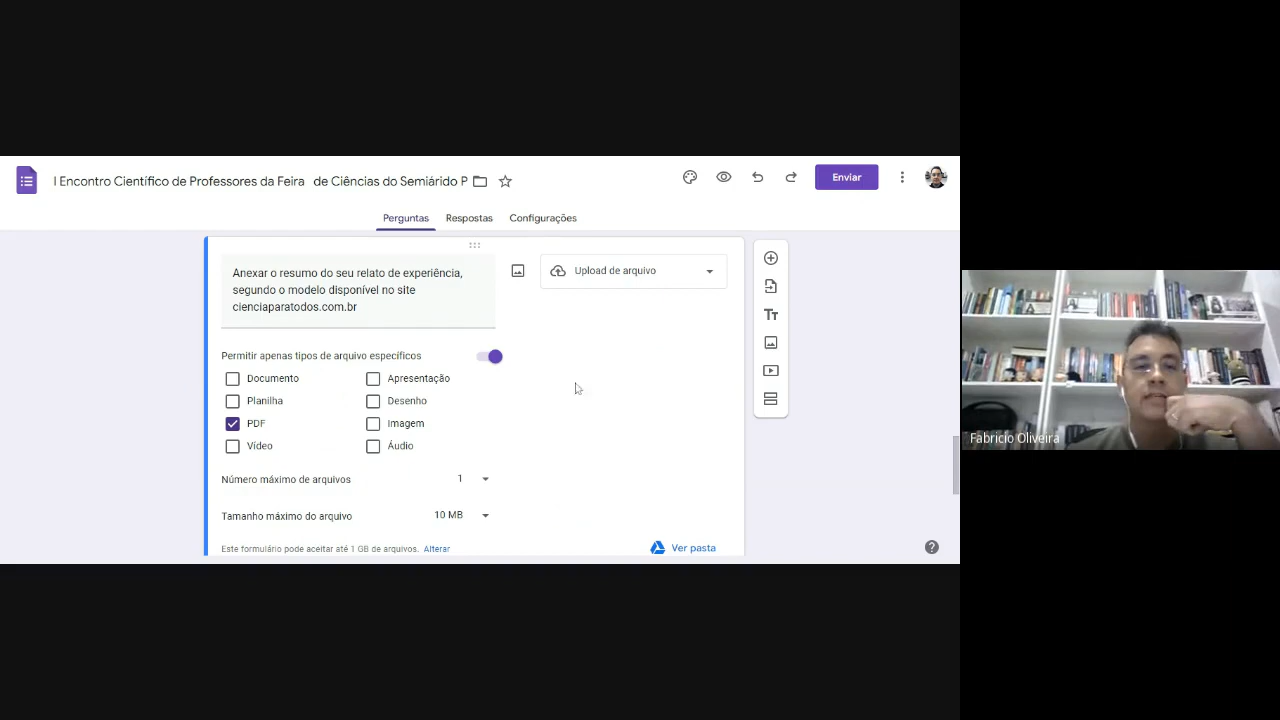 I Encontro Científico de Professores da Feira de Ciências do Semiárido P
Enviar
Perguntas Respostas Configurações
Anexar o resumo do seu relato de experiência,
segundo o modelo disponível no site
cienciaparatodos.com.br
Upload de arquivo
Permitir apenas tipos de arquivo específicos
Documento Apresentação
Planilha Desenho
PDF Imagem
Vídeo Áudio
Número máximo de arquivos 1
Tamanho máximo do arquivo 10 MB
Este formulário pode aceitar até 1 GB de arquivos. Alterar
Ver pasta
Fabricio Oliveira